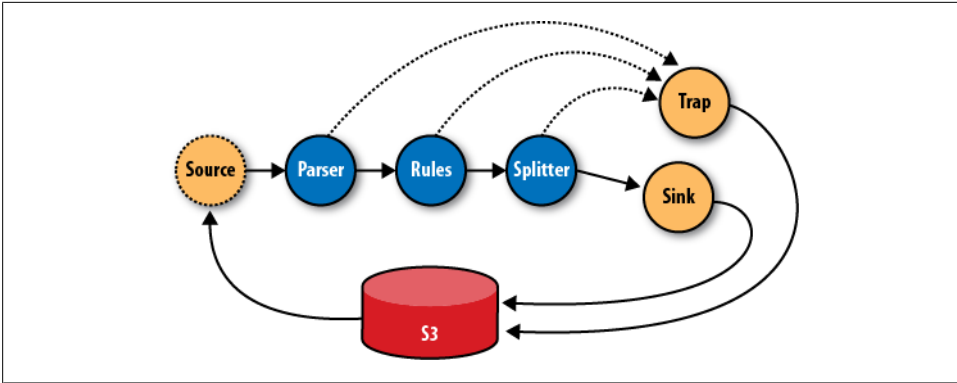 Trap
Source
Parser
Rules
Splitter
Sink
S3